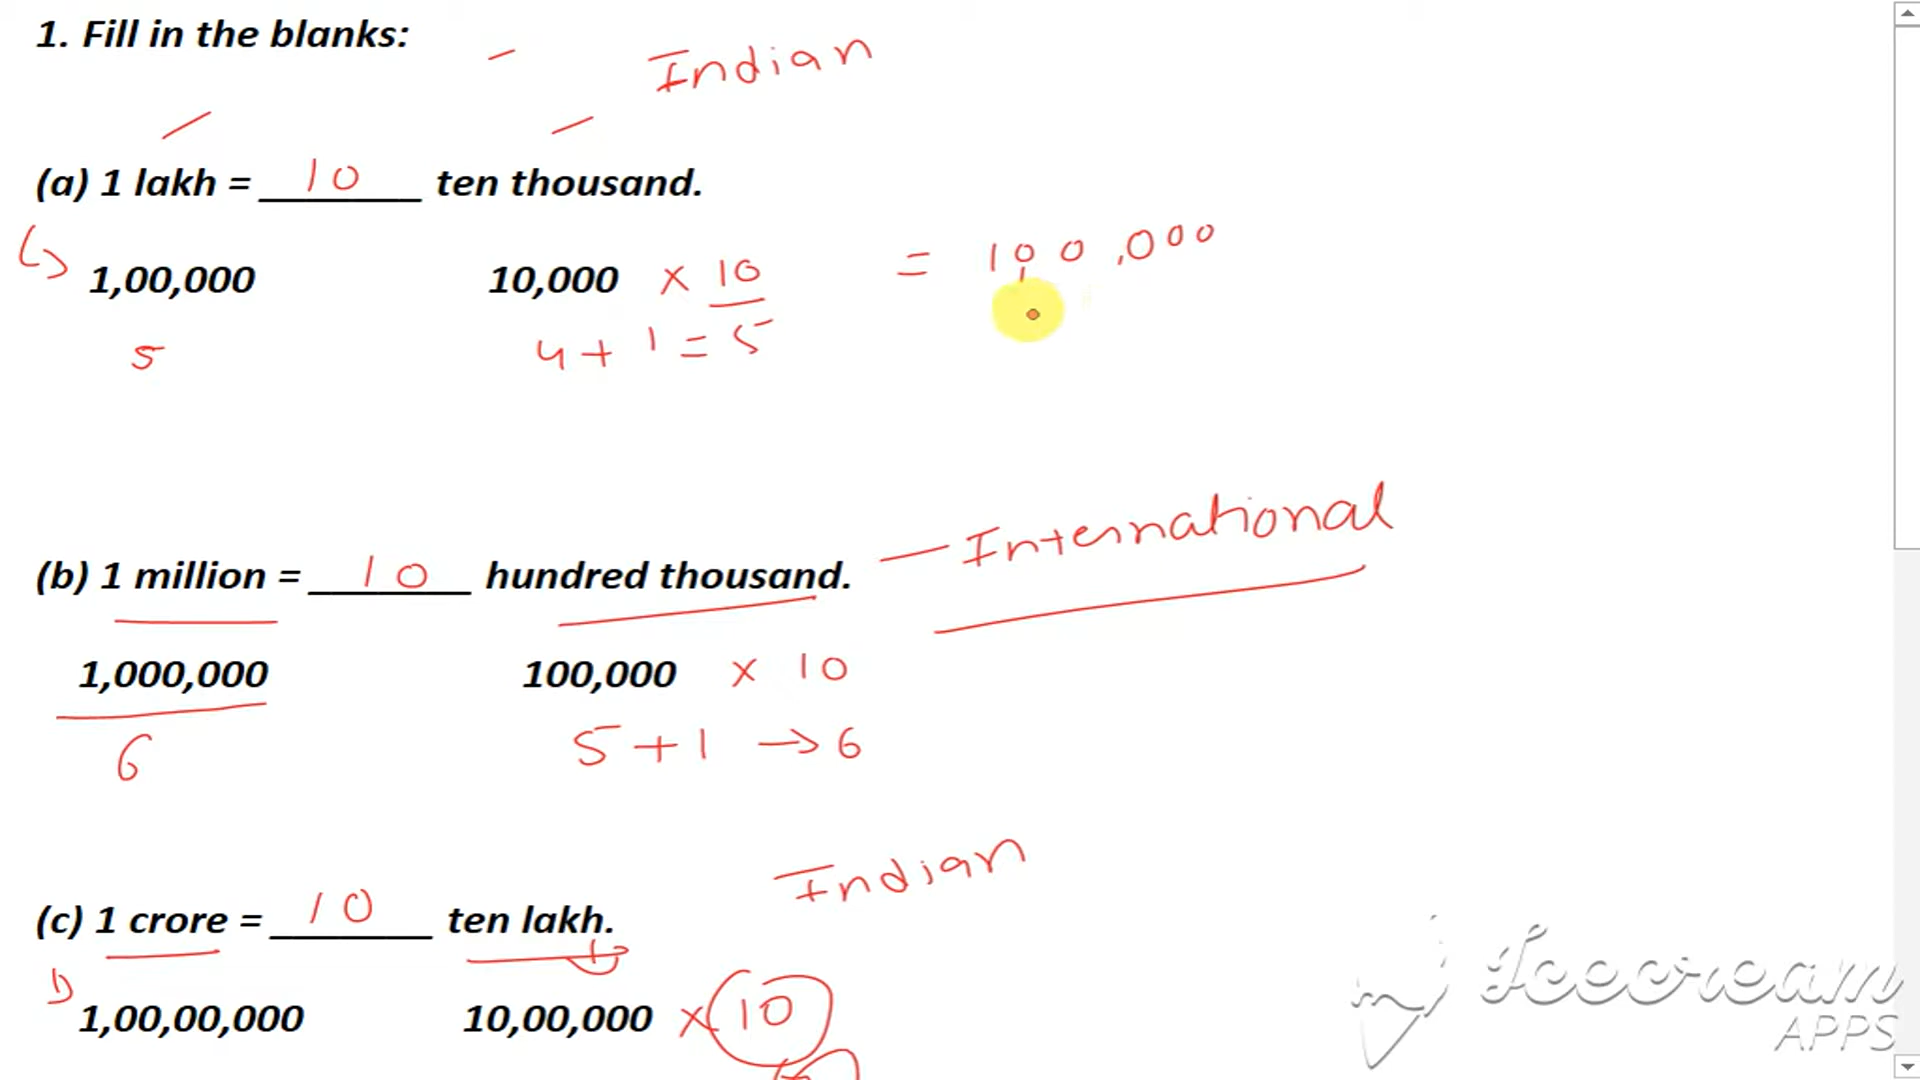 1. Fill in the blanks:
Indian
(a) 1 lakh = 10 ten thousand.
1,00,000 10,000 x 10 = 100,000
5 4 + 1 = 5
International
(b) 1 million = 10 hundred thousand.
1,000,000 100,000 x 10
6 5 + 1 → 6
Indian
(c) 1 crore = 10 ten lakh.
1,00,00,000 10,00,000 x 10
Icecream
APPS